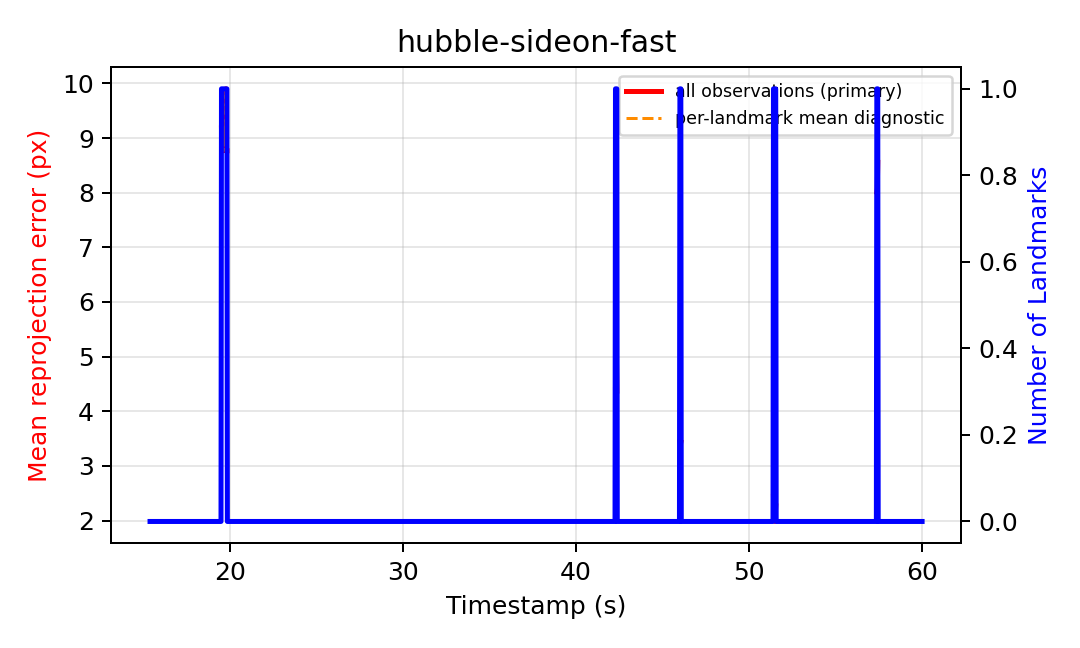 hubble-sideon-fast
all observations (primary)
per-landmark mean diagnostic
Mean reprojection error (px)
10
9
8
7
6
5
4
3
2
1.0
0.8
0.6
0.4
0.2
0.0
Number of Landmarks
20 30 40 50 60
Timestamp (s)